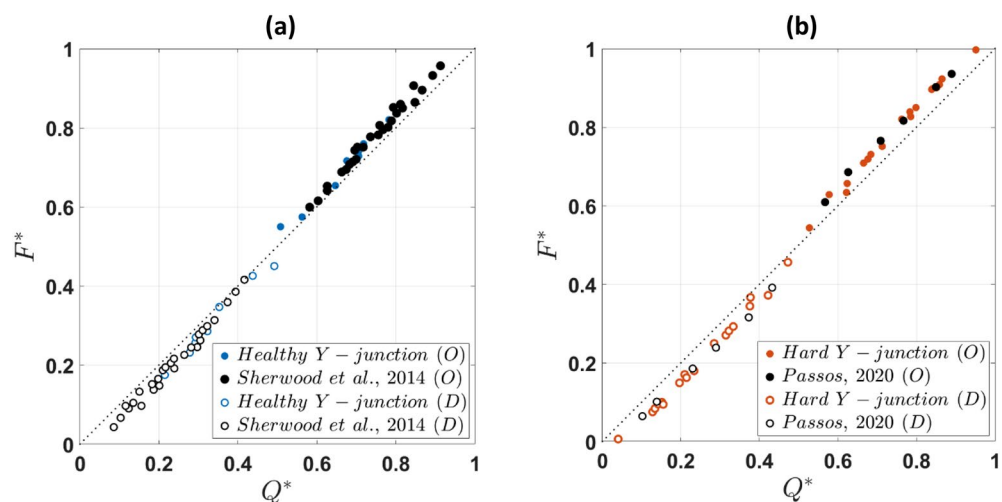 (a)
1
0.8
0.6
0.4
0.2
0
F*
0 0.2 0.4 0.6 0.8 1
Q*
Healthy Y − junction (O)
Sherwood et al., 2014 (O)
Healthy Y − junction (D)
Sherwood et al., 2014 (D)
(b)
1
0.8
0.6
0.4
0.2
0
F*
0 0.2 0.4 0.6 0.8 1
Q*
Hard Y − junction (O)
Passos, 2020 (O)
Hard Y − junction (D)
Passos, 2020 (D)